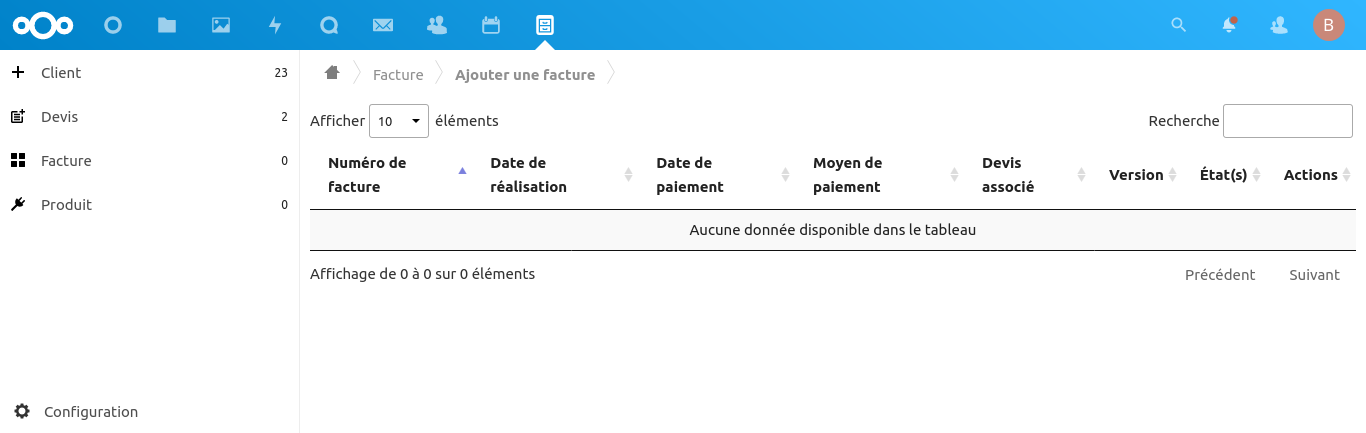 B
Client 23
Devis 2
Facture 0
Produit 0
Configuration
Facture Ajouter une facture
Afficher 10 éléments Recherche
Numéro de facture Date de réalisation Date de paiement Moyen de paiement Devis associé Version État(s) Actions
Aucune donnée disponible dans le tableau
Affichage de 0 à 0 sur 0 éléments Précédent Suivant